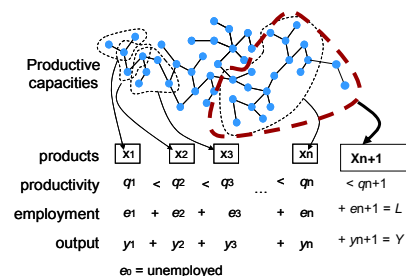 Productive
capacities
products x1 x2 x3 xn Xn+1
productivity q1 < q2 < q3 ... < qn < qn+1
employment e1 + e2 + e3 + en + en+1 = L
output y1 + y2 + y3 + yn + yn+1 = Y
e0 = unemployed